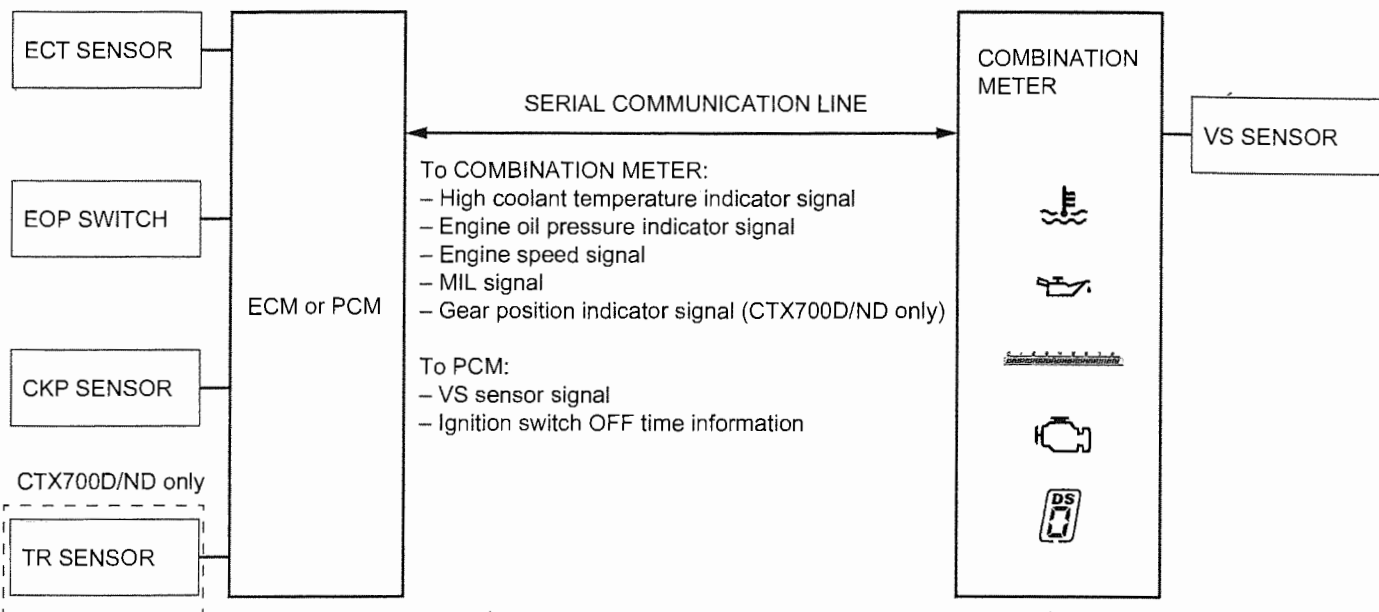 ECT SENSOR
EOP SWITCH
CKP SENSOR
CTX700D/ND only
TR SENSOR
ECM or PCM
SERIAL COMMUNICATION LINE
To COMBINATION METER:
– High coolant temperature indicator signal
– Engine oil pressure indicator signal
– Engine speed signal
– MIL signal
– Gear position indicator signal (CTX700D/ND only)
To PCM:
– VS sensor signal
– Ignition switch OFF time information
COMBINATION
METER
DS
VS SENSOR